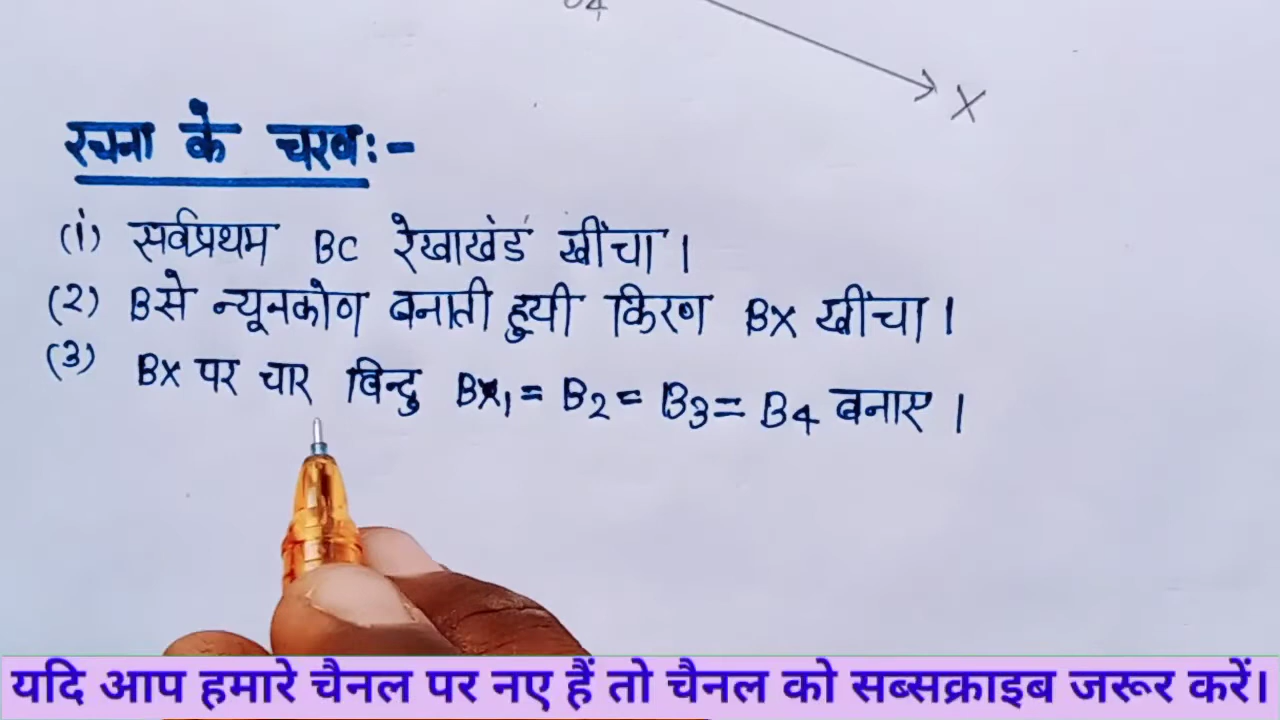 B4
X
रचना के चरण:-
(i) सर्वप्रथम BC रेखाखंड खींचा।
(2) B से न्यूनकोण बनाती हुयी किरण BX खींचा।
(3) BX पर चार बिन्दु BX1 = B2 = B3 = B4 बनाए।
यदि आप हमारे चैनल पर नए हैं तो चैनल को सब्सक्राइब जरूर करें।